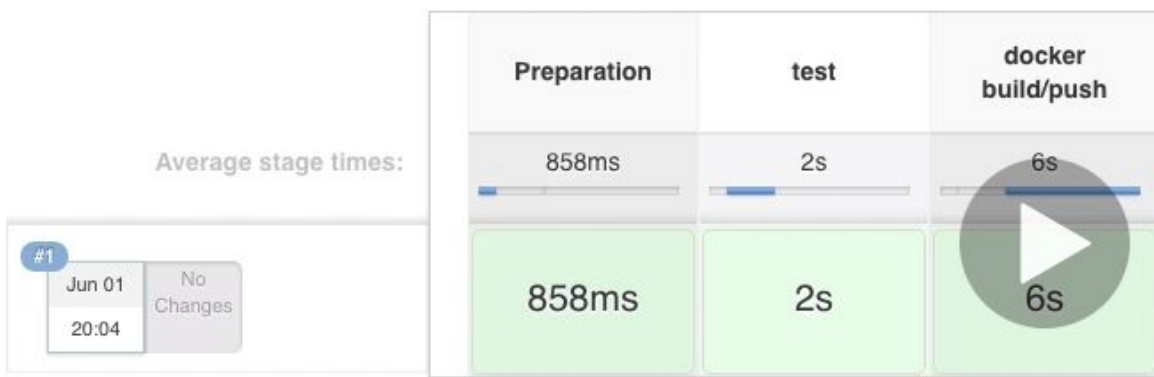 Preparation
test
docker
build/push
Average stage times:
858ms
2s
6s
#1
Jun 01
20:04
No
Changes
858ms
2s
6s